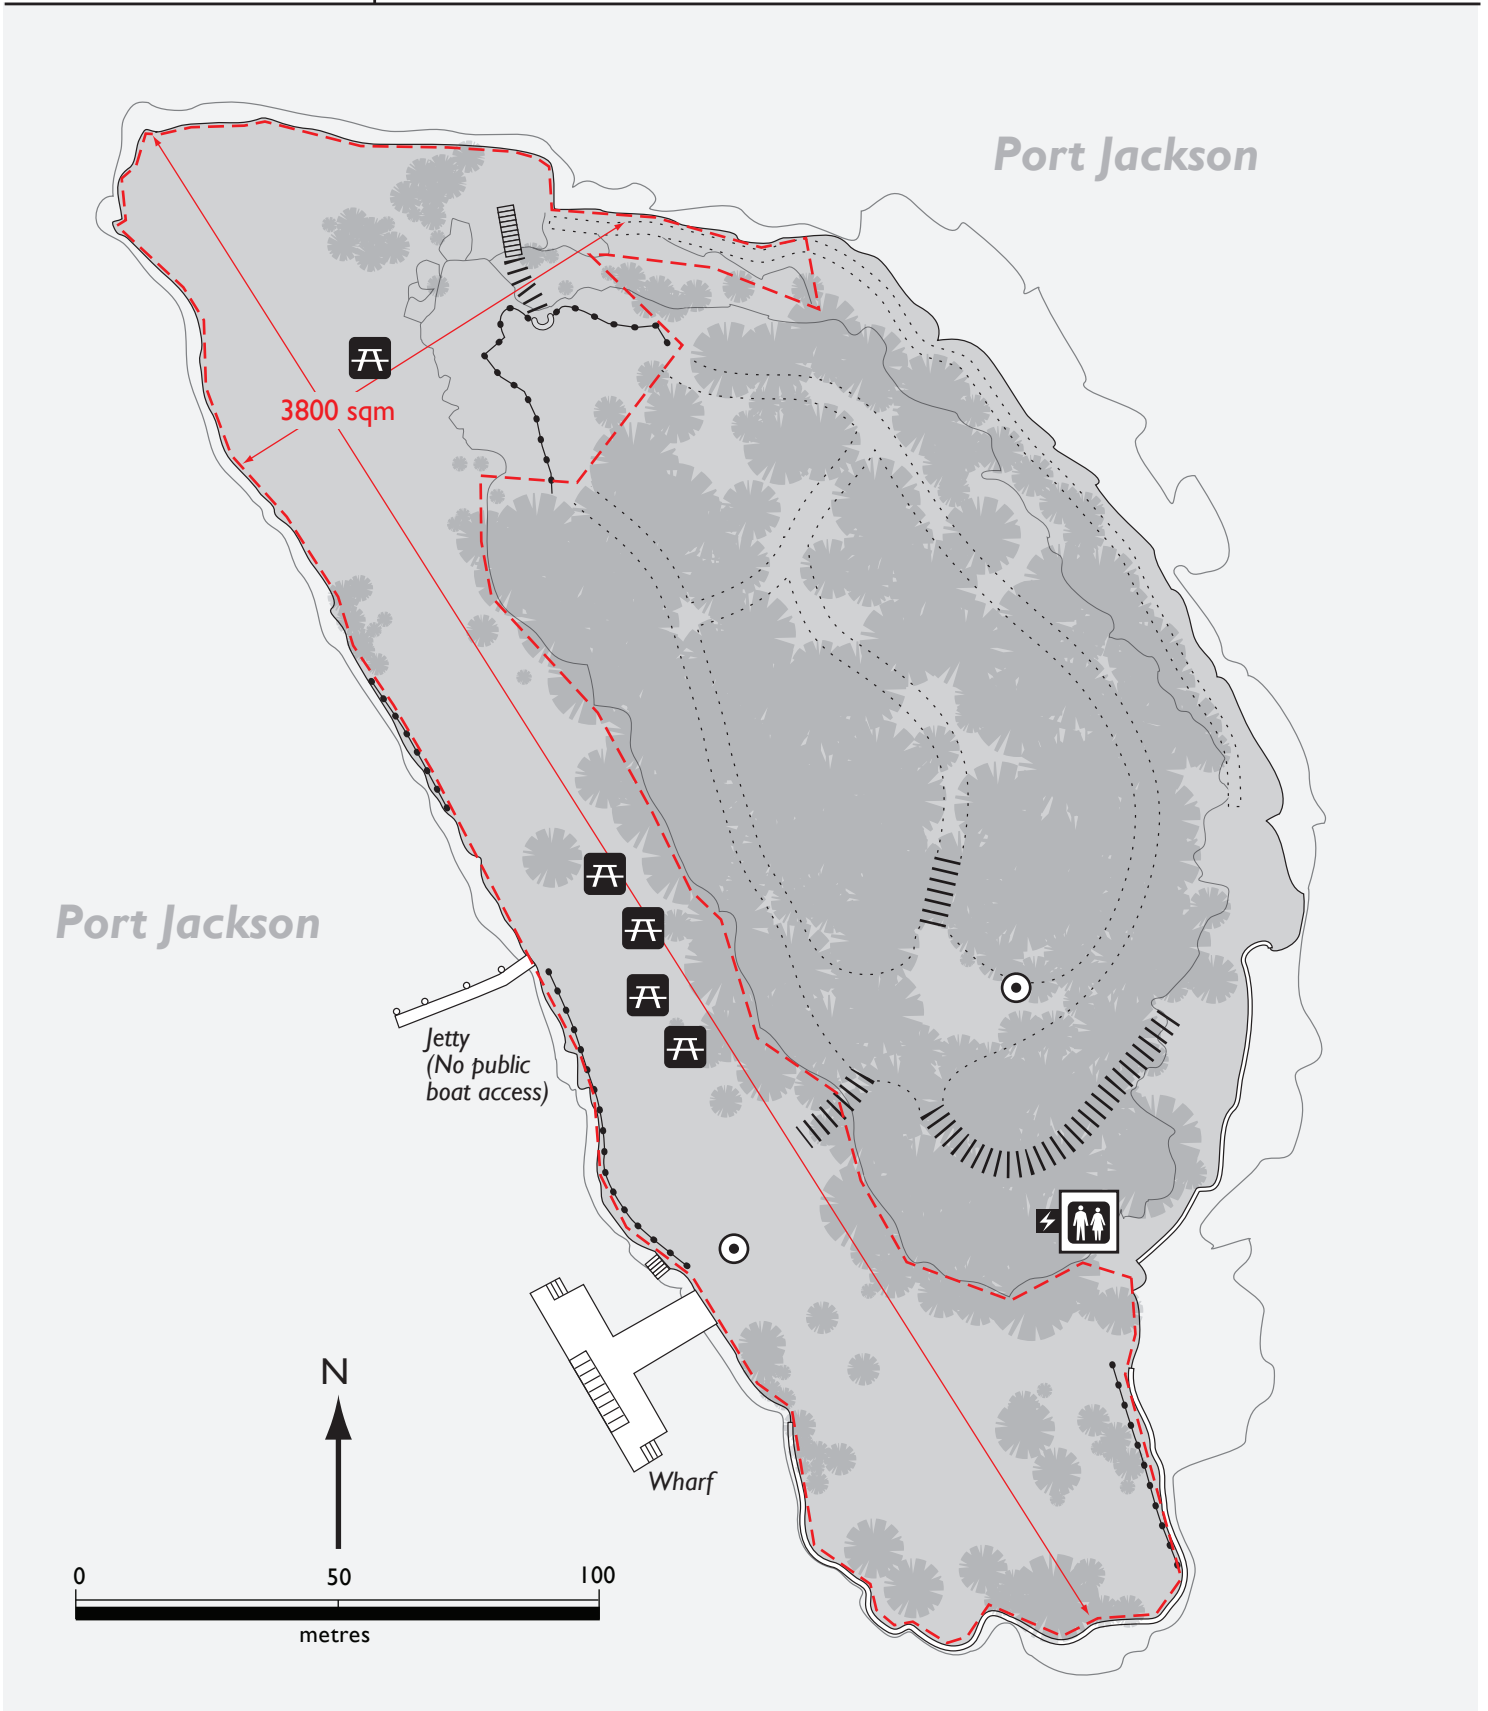 Port Jackson
3800 sqm
Port Jackson
Jetty
(No public
boat access)
N
Wharf
0 50 100
metres